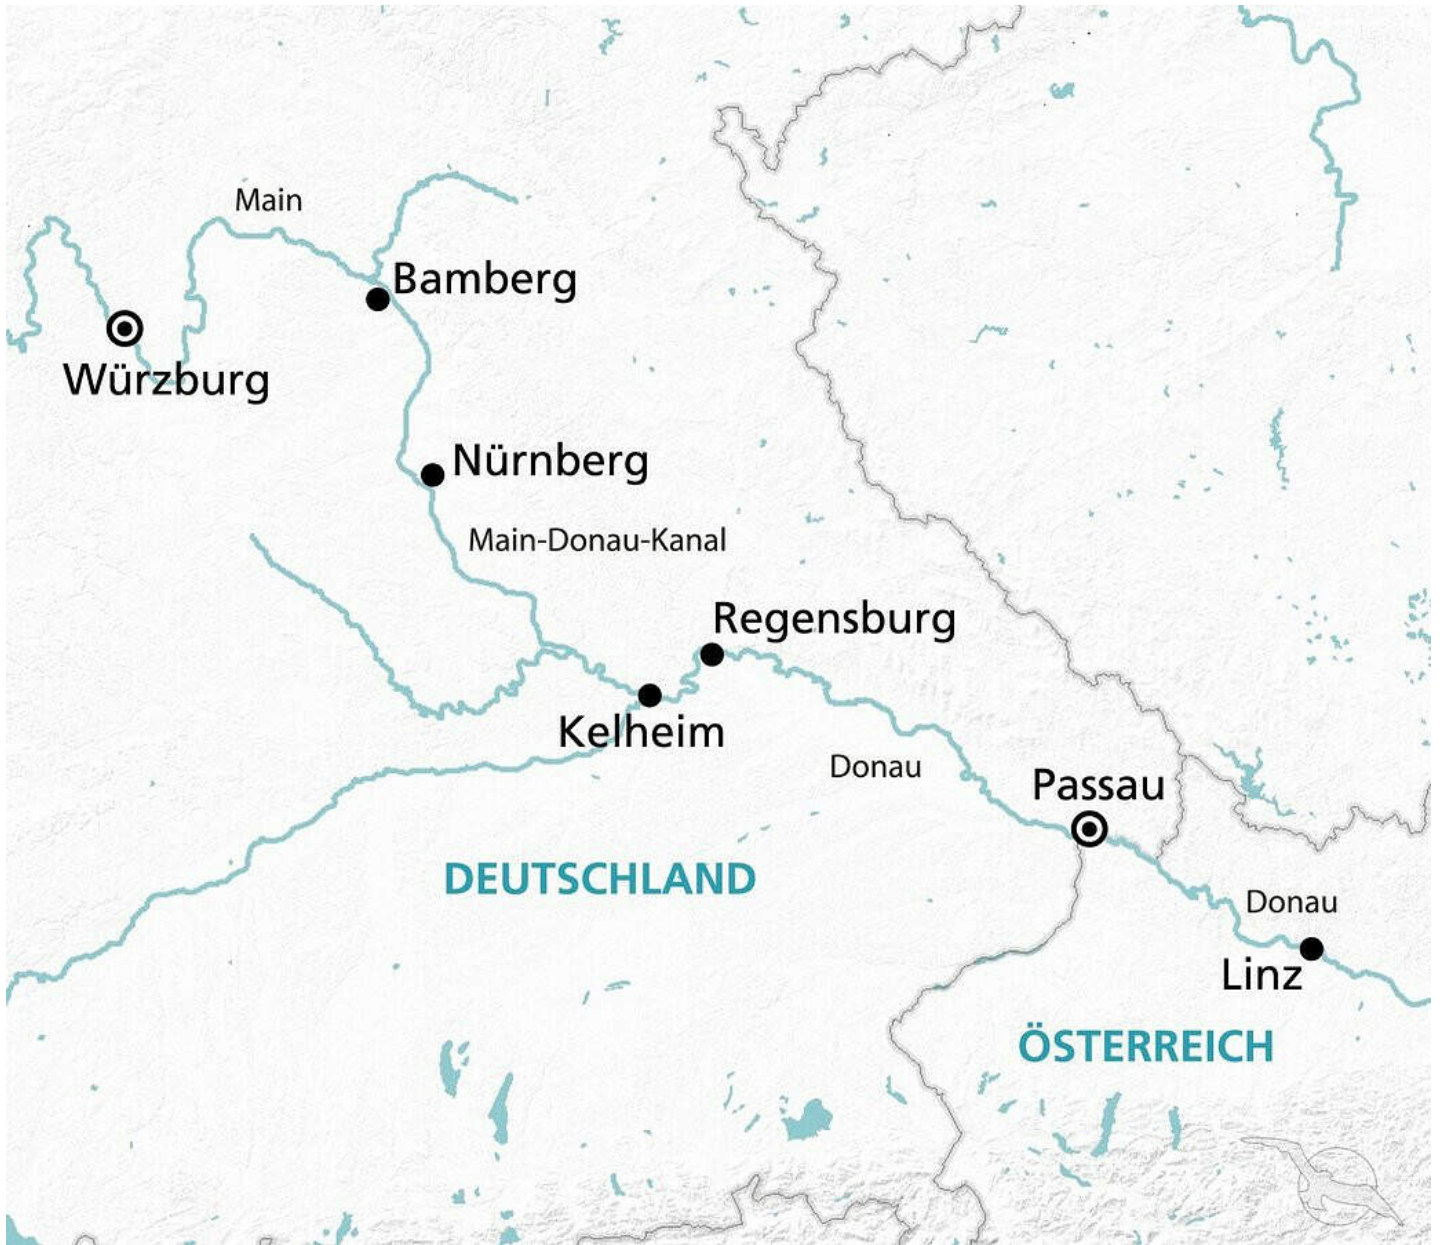 Main
Bamberg
Würzburg
Nürnberg
Main-Donau-Kanal
Regensburg
Kelheim
Donau
Passau
DEUTSCHLAND
Donau
Linz
ÖSTERREICH